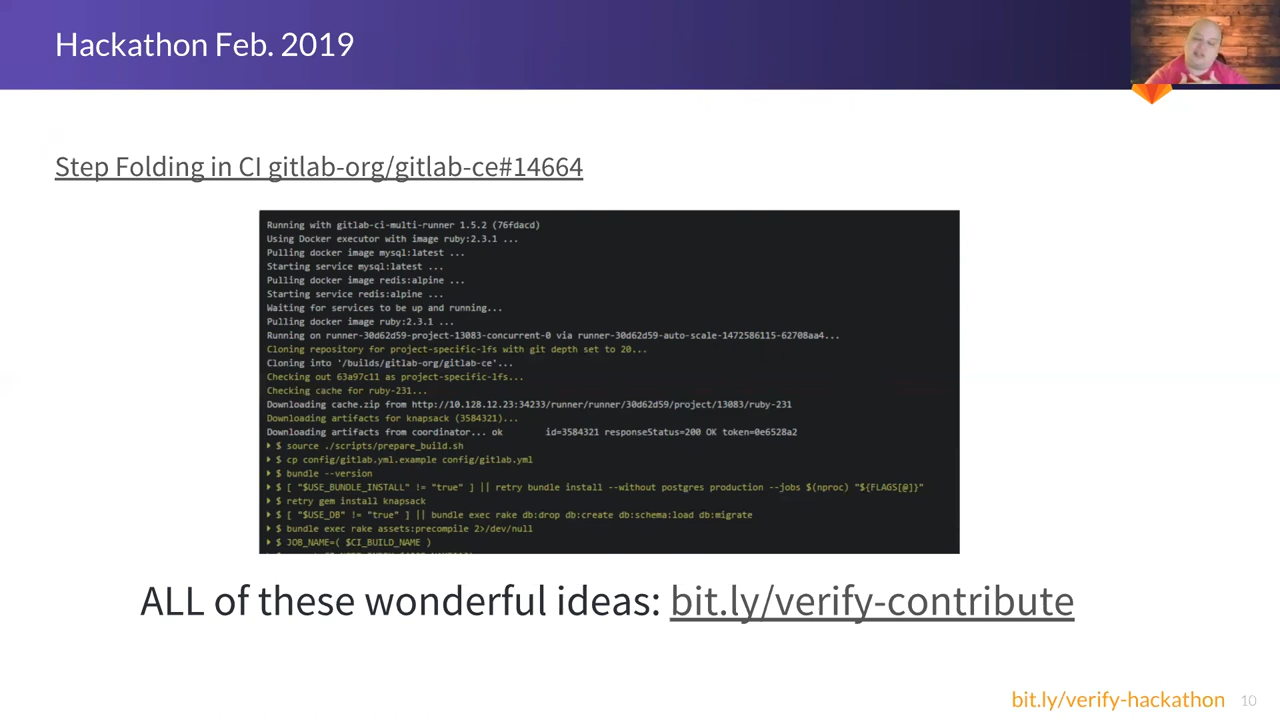 Hackathon Feb. 2019
Step Folding in CI gitlab-org/gitlab-ce#14664
Running with gitlab-ci-multi-runner 1.5.2 (76fdacd)
Using Docker executor with image ruby:2.3.1 ...
Pulling docker image mysql:latest ...
Starting service mysql:latest ...
Pulling docker image redis:alpine ...
Starting service redis:alpine ...
Waiting for services to be up and running...
Pulling docker image ruby:2.3.1 ...
Running on runner-30d62d59-project-13083-concurrent-0 via runner-30d62d59-auto-scale-1472586115-62708aa4...
Cloning repository for project-specific-lfs with git depth set to 20...
Cloning into '/builds/gitlab-org/gitlab-ce'...
Checking out 63a97c11 as project-specific-lfs...
Checking cache for ruby-231...
Downloading cache.zip from http://10.128.12.23:34233/runner/runner/30d62d59/project/13083/ruby-231
Downloading artifacts for knapsack (3584321)...
Downloading artifacts from coordinator... ok id=3584321 responseStatus=200 OK token=0e6528a2
$ source ./scripts/prepare_build.sh
$ cp config/gitlab.yml.example config/gitlab.yml
$ bundle --version
$ [ "$USE_BUNDLE_INSTALL" != "true" ] || retry bundle install --without postgres production --jobs $(nproc) "${FLAGS[@]}"
$ retry gem install knapsack
$ [ "$USE_DB" != "true" ] || bundle exec rake db:drop db:create db:schema:load db:migrate
$ bundle exec rake assets:precompile 2>/dev/null
$ JOB_NAME=( $CI_BUILD_NAME )
ALL of these wonderful ideas: bit.ly/verify-contribute
bit.ly/verify-hackathon 10